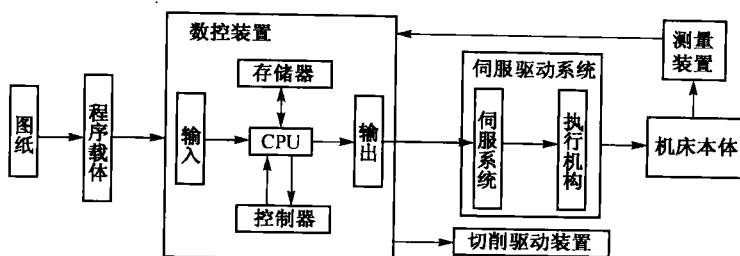 数控装置
存储器
图纸
程序载体
输入
CPU
输出
控制器
伺服驱动系统
伺服系统
执行机构
测量装置
机床本体
切削驱动装置